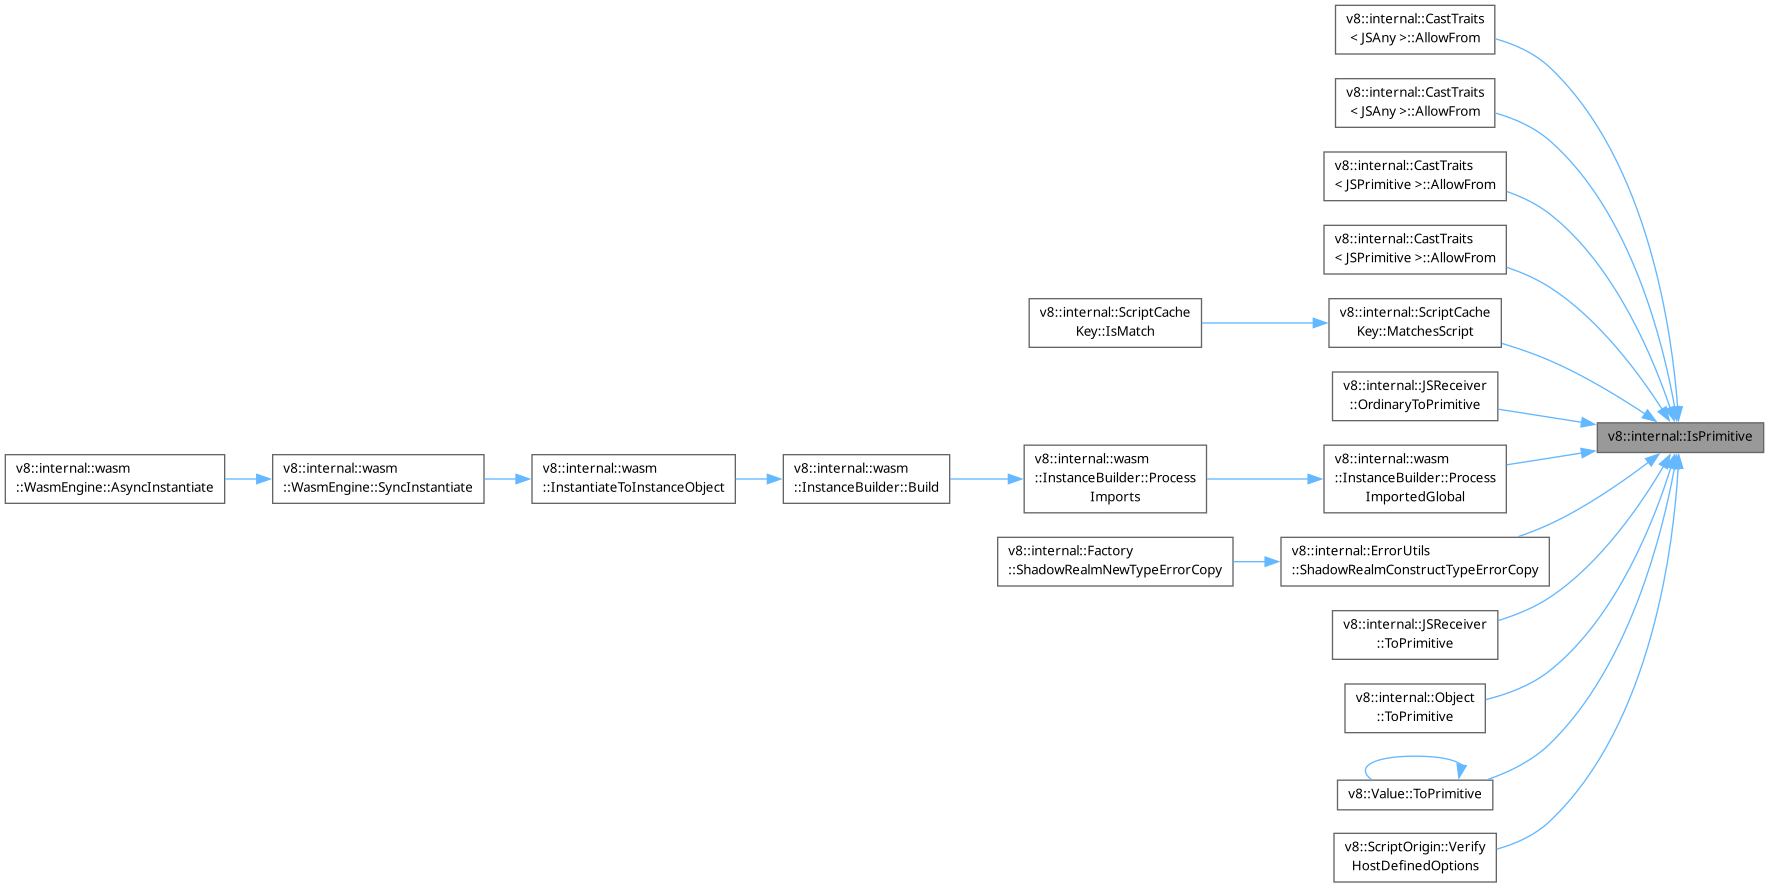 v8::internal::CastTraits
< JSAny >::AllowFrom
v8::internal::CastTraits
< JSAny >::AllowFrom
v8::internal::CastTraits
< JSPrimitive >::AllowFrom
v8::internal::CastTraits
< JSPrimitive >::AllowFrom
v8::internal::ScriptCache
Key::IsMatch
v8::internal::ScriptCache
Key::MatchesScript
v8::internal::JSReceiver
::OrdinaryToPrimitive
v8::internal::IsPrimitive
v8::internal::wasm
::WasmEngine::AsyncInstantiate
v8::internal::wasm
::WasmEngine::SyncInstantiate
v8::internal::wasm
::InstantiateToInstanceObject
v8::internal::wasm
::InstanceBuilder::Build
v8::internal::wasm
::InstanceBuilder::Process
Imports
v8::internal::wasm
::InstanceBuilder::Process
ImportedGlobal
v8::internal::Factory
::ShadowRealmNewTypeErrorCopy
v8::internal::ErrorUtils
::ShadowRealmConstructTypeErrorCopy
v8::internal::JSReceiver
::ToPrimitive
v8::internal::Object
::ToPrimitive
v8::Value::ToPrimitive
v8::ScriptOrigin::Verify
HostDefinedOptions